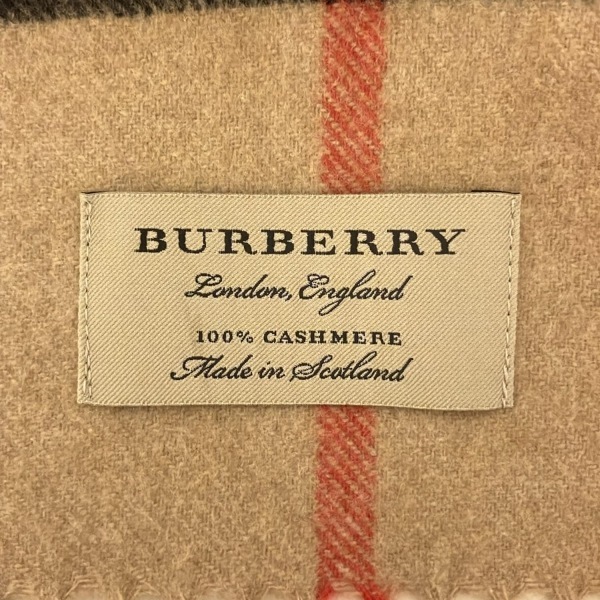 BURBERRY
London, England
100% CASHMERE
Made in Scotland